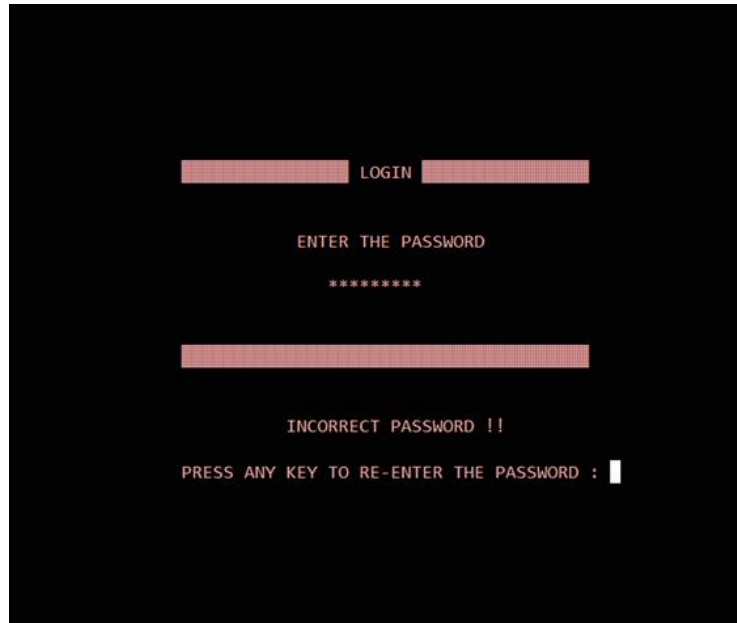 LOGIN
ENTER THE PASSWORD
*********
INCORRECT PASSWORD !!
PRESS ANY KEY TO RE-ENTER THE PASSWORD :